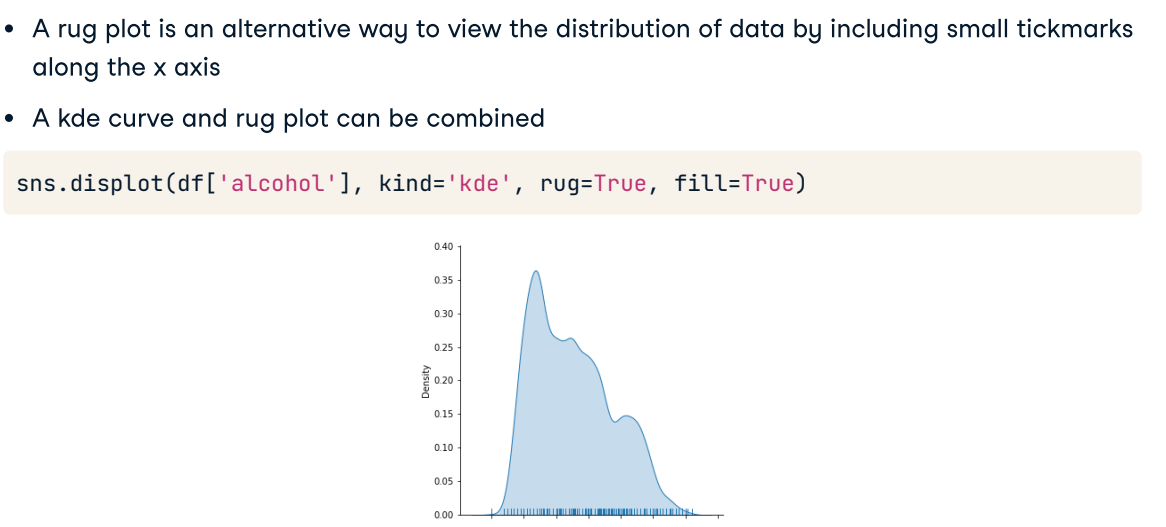 • A rug plot is an alternative way to view the distribution of data by including small tickmarks
along the x axis
• A kde curve and rug plot can be combined
sns.displot(df['alcohol'], kind='kde', rug=True, fill=True)
0.40
0.35
0.30
0.25
0.20
0.15
0.10
0.05
0.00
Density